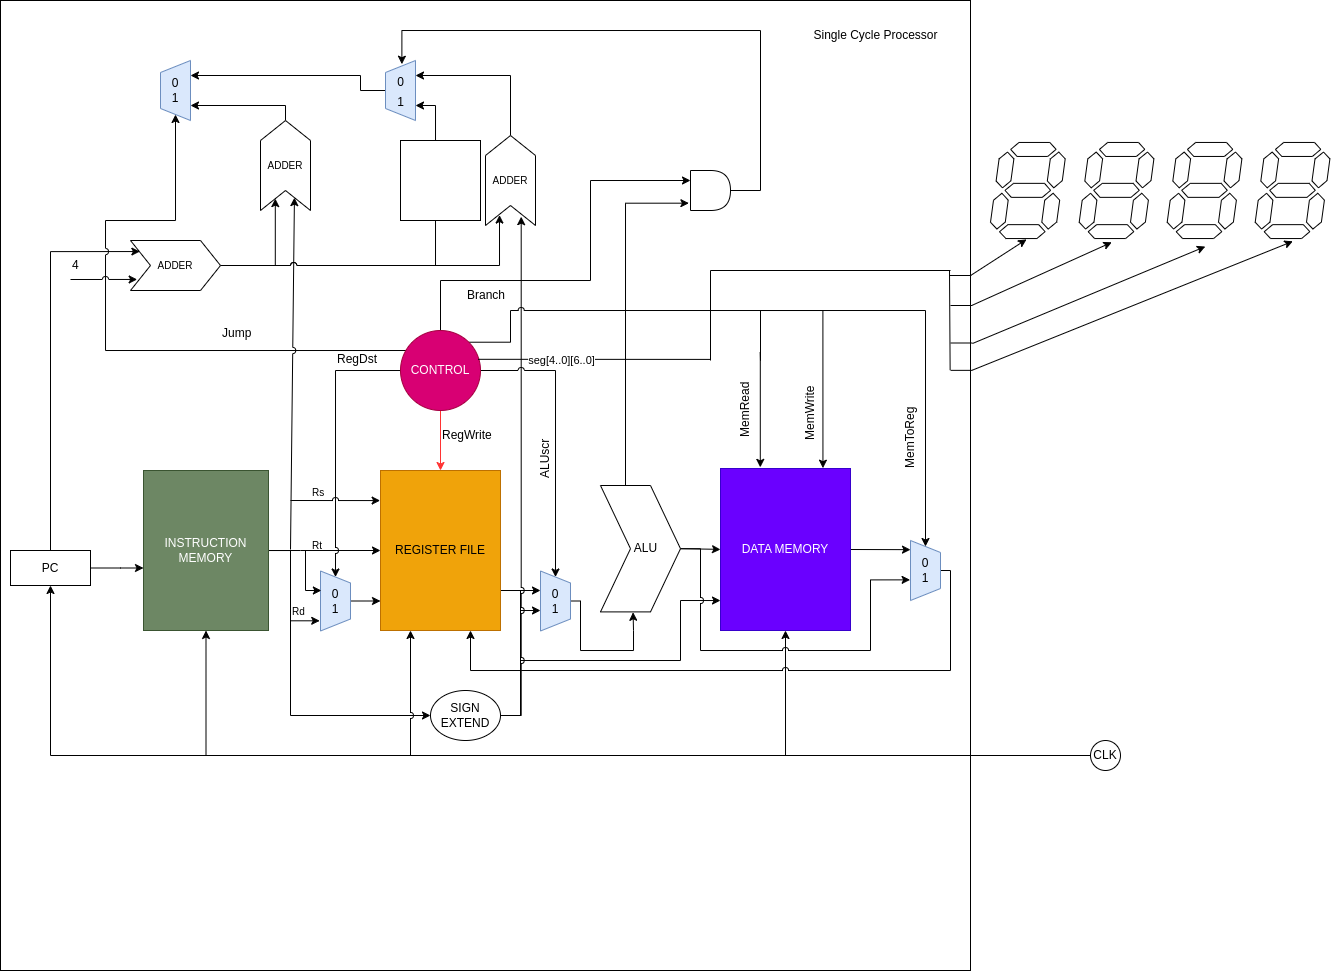 Single Cycle Processor
0
1
0
1
ADDER
ADDER
4
ADDER
Branch
Jump
RegDst
CONTROL
seg[4..0][6..0]
RegWrite
ALUscr
MemRead
MemWrite
MemToReg
Rs
Rt
Rd
INSTRUCTION
MEMORY
REGISTER FILE
ALU
DATA MEMORY
PC
0
1
0
1
0
1
SIGN
EXTEND
CLK